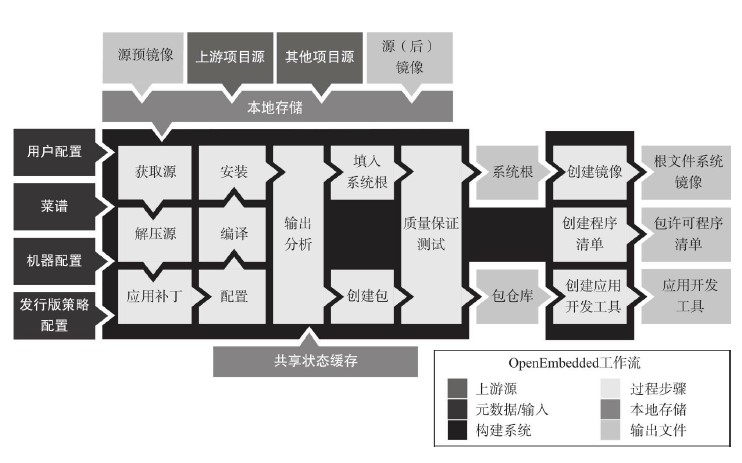 源预镜像
上游项目源
其他项目源
源（后）
镜像
本地存储
用户配置
菜谱
机器配置
发行版策略
配置
获取源
解压源
应用补丁
安装
编译
配置
输出
分析
填入
系统根
创建包
质量保证
测试
系统根
包仓库
创建镜像
创建程序
清单
创建应用
开发工具
根文件系统
镜像
包许可程序
清单
应用开发
工具
共享状态缓存
OpenEmbedded工作流
上游源
元数据/输入
构建系统
过程步骤
本地存储
输出文件